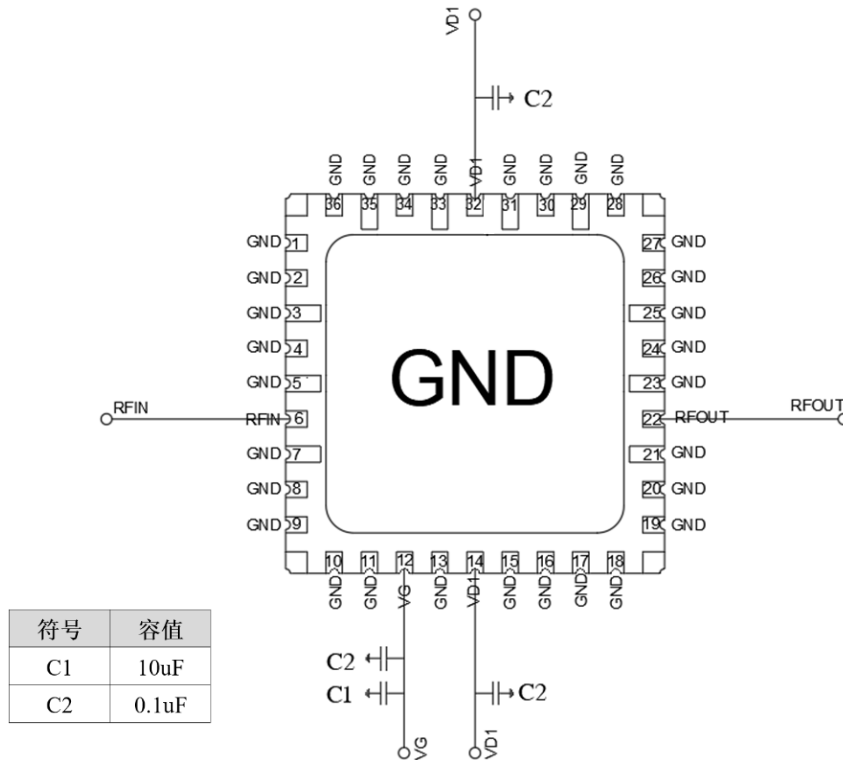 VD1
C2
GND GND GND GND VD1 GND GND GND GND
36 35 34 33 32 31 30 29 28
GND 1 27 GND
GND 2 26 GND
GND 3 25 GND
GND 4 24 GND
GND 5 23 GND
GND
RFIN RFIN 6 22 RFOUT RFOUT
GND 7 21 GND
GND 8 20 GND
GND 9 19 GND
10 11 12 13 14 15 16 17 18
GND GND VG GND VD1 GND GND GND GND
C2
C1 C2
VG VD1
符号 容值
C1 10uF
C2 0.1uF